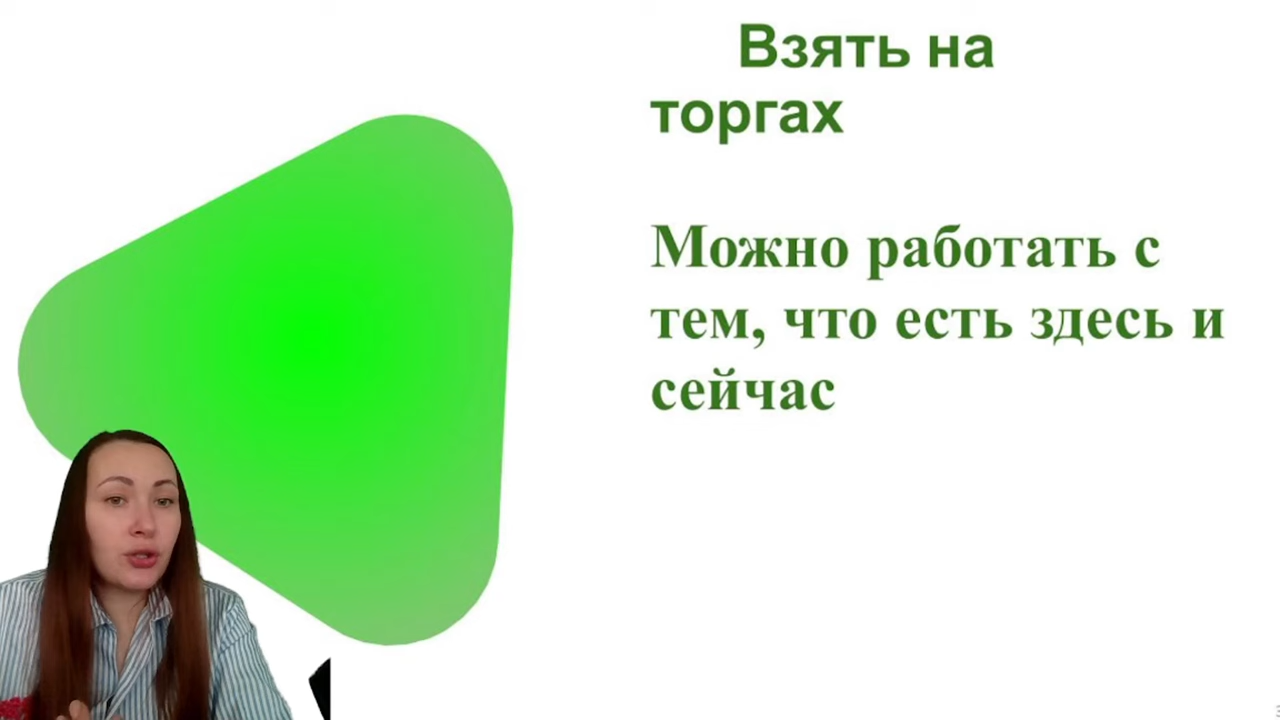 Взять на
торгах
Можно работать с
тем, что есть здесь и
сейчас